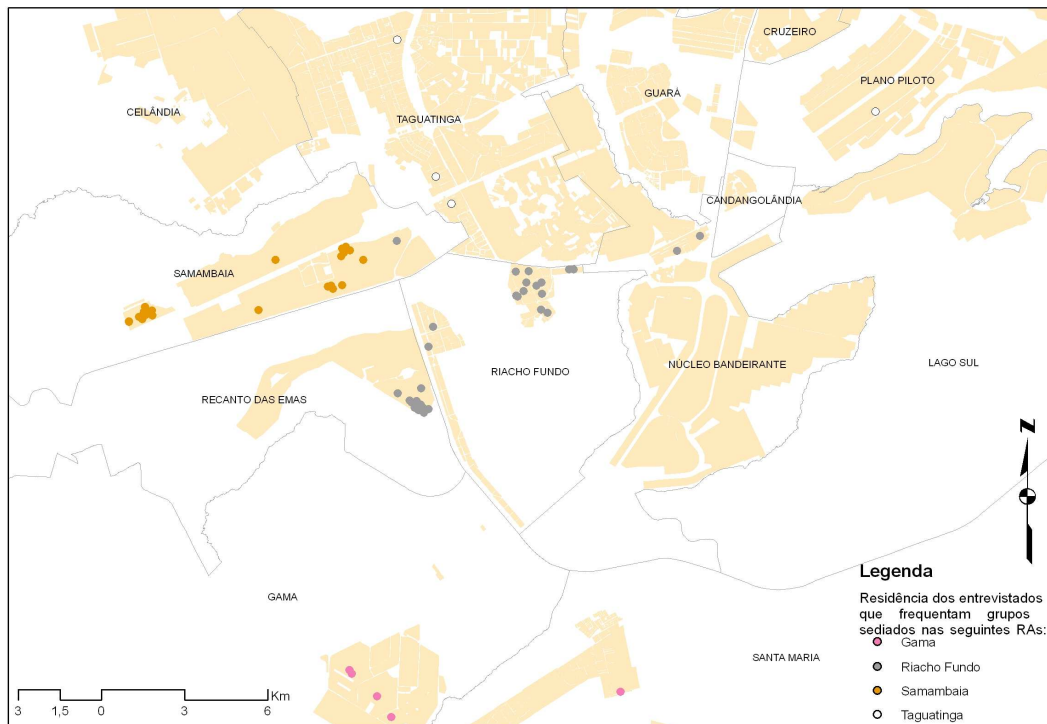 CRUZEIRO
PLANO PILOTO
GUARÁ
CEILÂNDIA
TAGUATINGA
CANDANGOLÂNDIA
SAMAMBAIA
RIACHO FUNDO
NÚCLEO BANDEIRANTE
LAGO SUL
RECANTO DAS EMAS
N
GAMA
SANTA MARIA
Legenda
Residência dos entrevistados
que frequentam grupos
sediados nas seguintes RAs:
Gama
Riacho Fundo
Samambaia
Taguatinga
Km
3 1,5 0 3 6